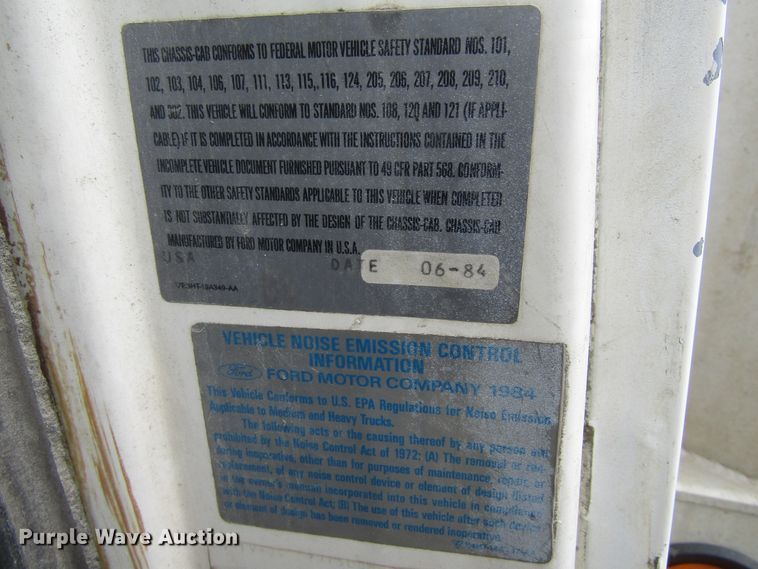 THIS CHASSIS-CAB CONFORMS TO FEDERAL MOTOR VEHICLE SAFETY STANDARD NOS. 101,
102, 103, 104, 106, 107, 111, 113, 115, 116, 124, 205, 206, 207, 208, 209, 210,
AND 302. THIS VEHICLE WILL CONFORM TO STANDARD NOS. 108, 120 AND 121 (IF APPLI-
CABLE) IF IT IS COMPLETED IN ACCORDANCE WITH THE INSTRUCTIONS CONTAINED IN THE
INCOMPLETE VEHICLE DOCUMENT FURNISHED PURSUANT TO 49 CFR PART 568. CONFORM-
ITY TO THE OTHER SAFETY STANDARDS APPLICABLE TO THIS VEHICLE WHEN COMPLETED
IS NOT SUBSTANTIALLY AFFECTED BY THE DESIGN OF THE CHASSIS-CAB. CHASSIS-CAB
MANUFACTURED BY FORD MOTOR COMPANY IN U.S.A.
USA DATE 06-84
VEHICLE NOISE EMISSION CONTROL
INFORMATION
Ford FORD MOTOR COMPANY 1984
This Vehicle Conforms to U.S. EPA Regulations for Noise Emission
Applicable to Medium and Heavy Trucks.
The following acts or the causing thereof by any person are
prohibited by the Noise Control Act of 1972: (A) The removal or ren-
dering inoperative, other than for purposes of maintenance, repair, or
replacement, of any noise control device or element of design (listed
in the owner's manual) incorporated into this vehicle in compliance
with the Noise Control Act; (B) The use of this vehicle after such device
or element of design has been removed or rendered inoperative.
Purple Wave Auction